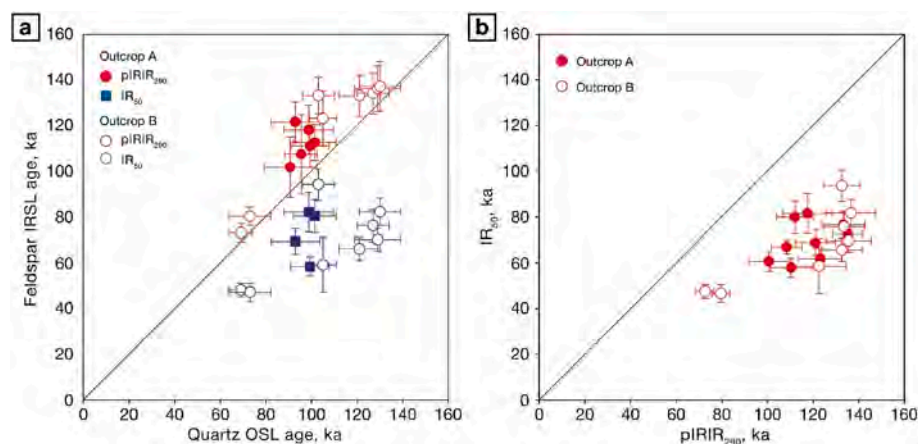 a
160
140
120
100
80
60
40
20
0
Feldspar IRSL age, ka
Outcrop A
pIRIR290
IR50
Outcrop B
pIRIR290
IR50
0 20 40 60 80 100 120 140 160
Quartz OSL age, ka
b
160
140
120
100
80
60
40
20
0
IR50, ka
Outcrop A
Outcrop B
0 20 40 60 80 100 120 140 160
pIRIR290, ka